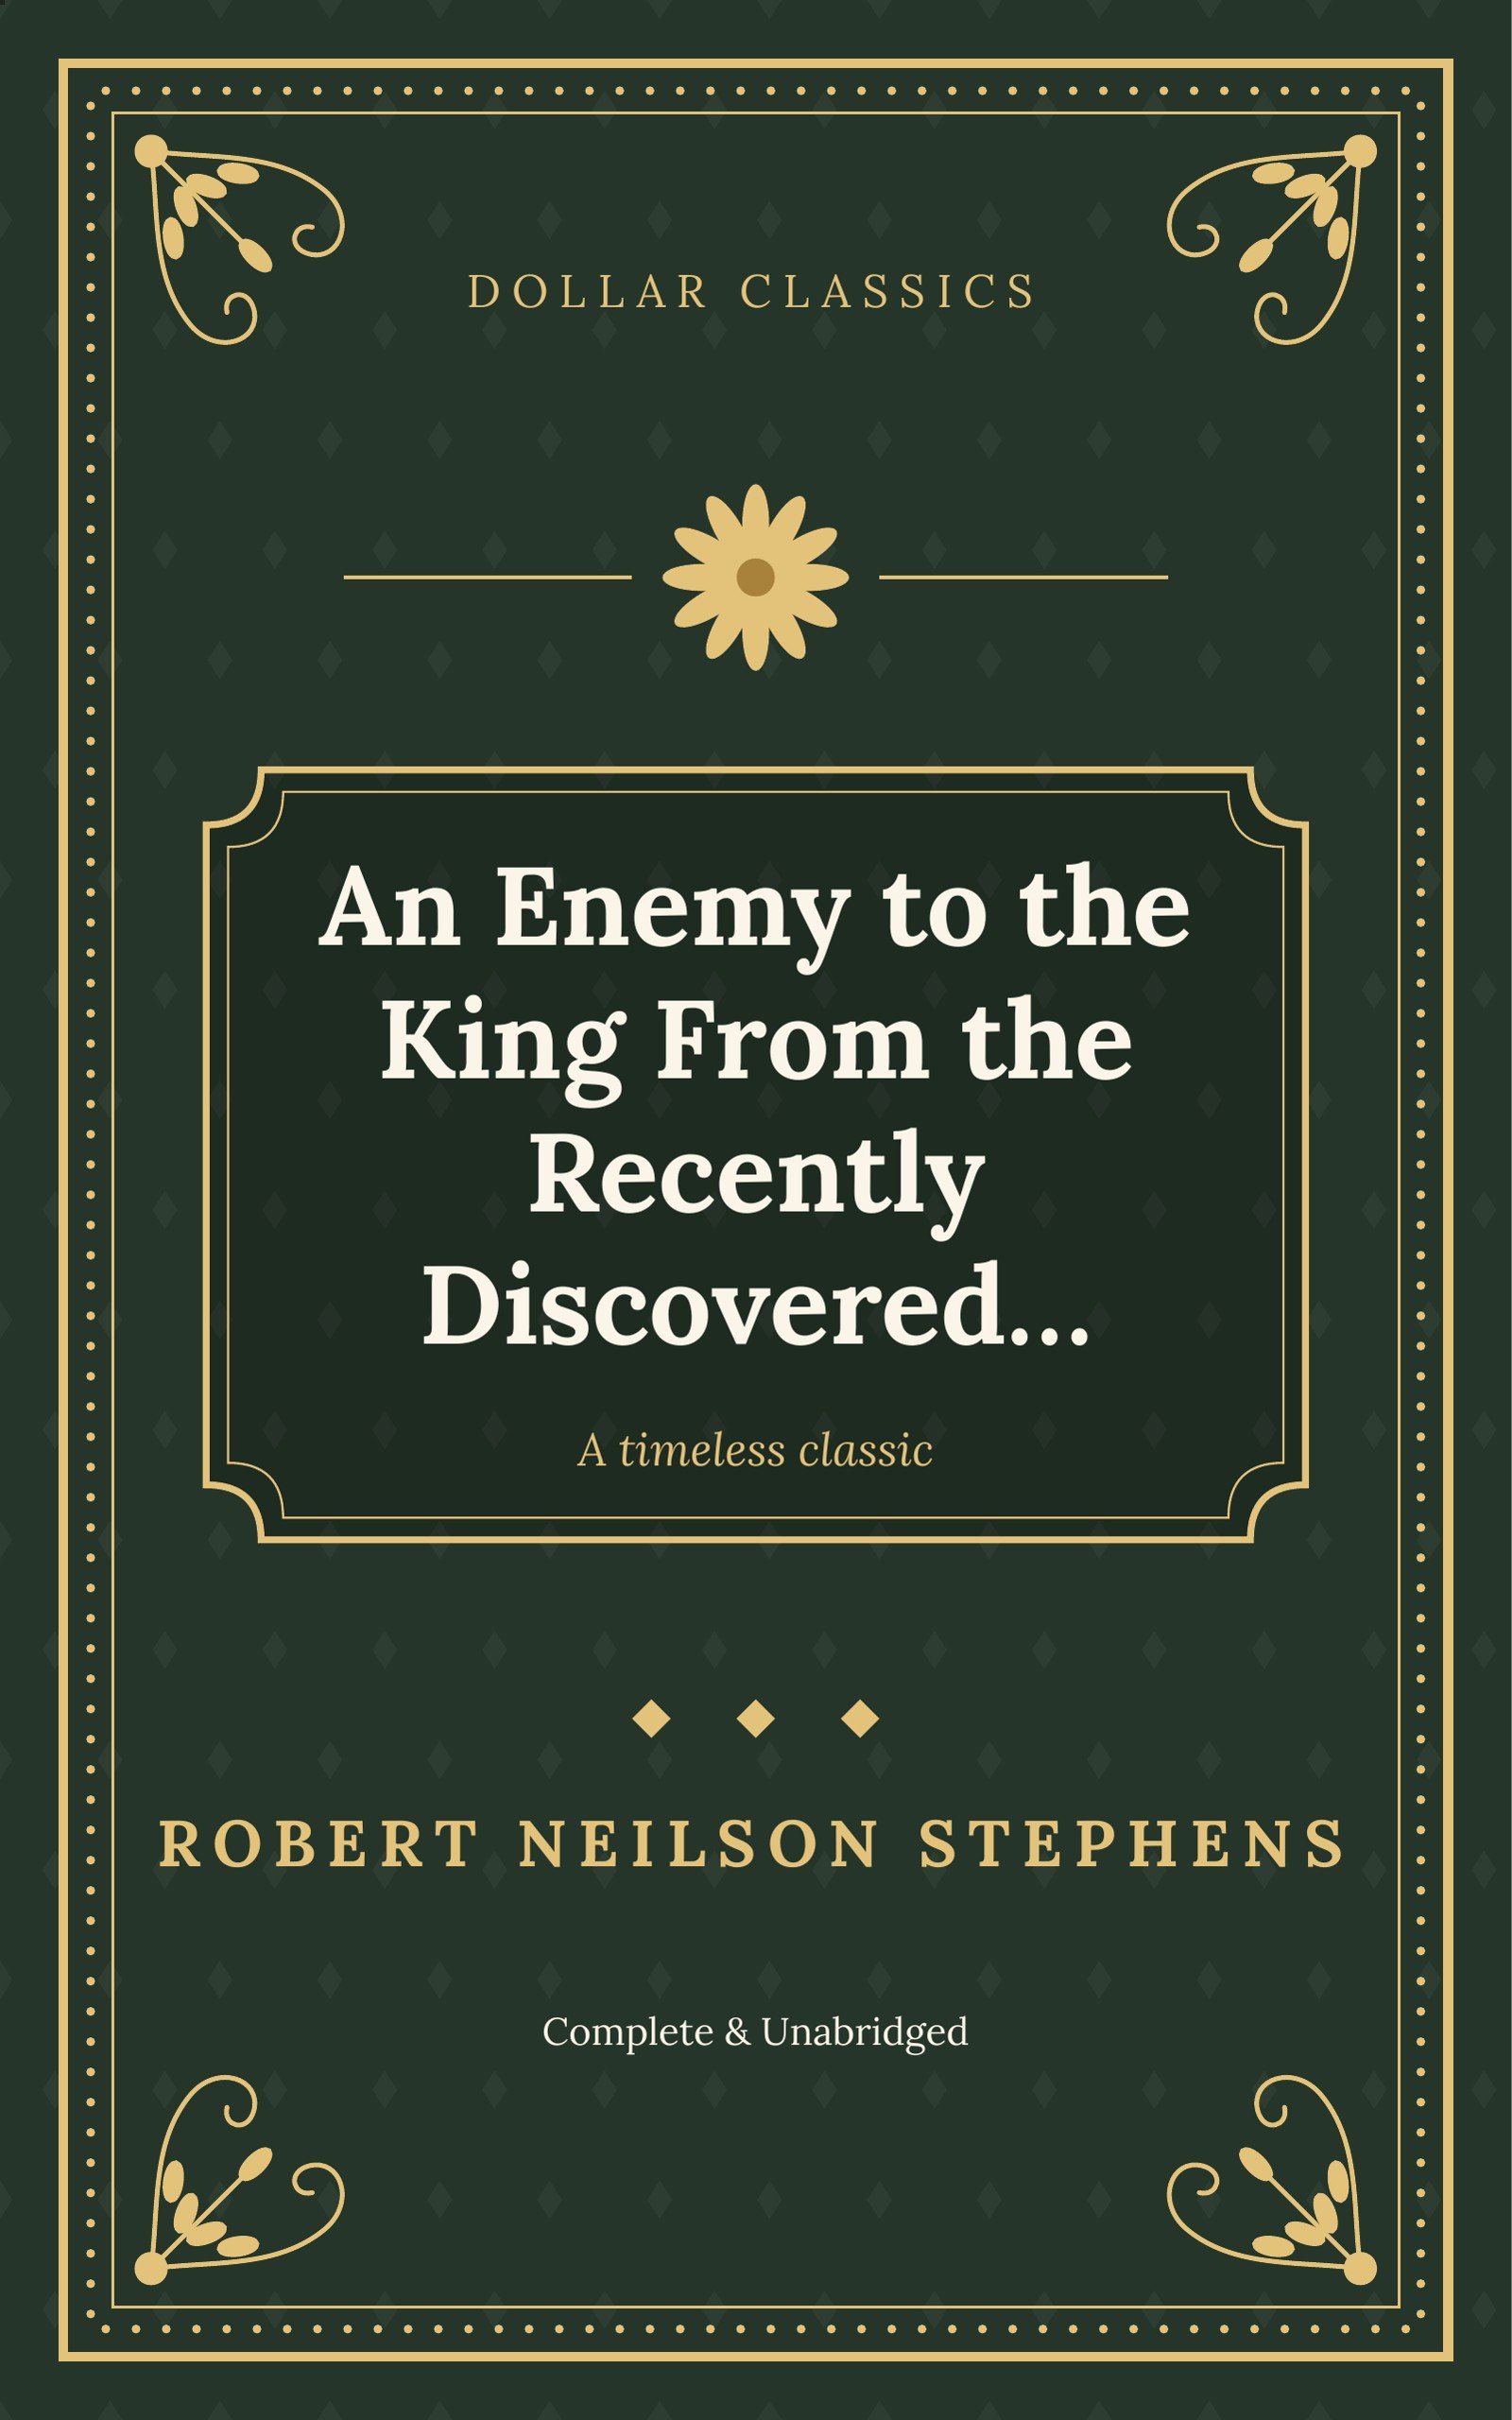 DOLLAR CLASSICS
An Enemy to the
King From the
Recently
Discovered...
A timeless classic
ROBERT NEILSON STEPHENS
Complete & Unabridged